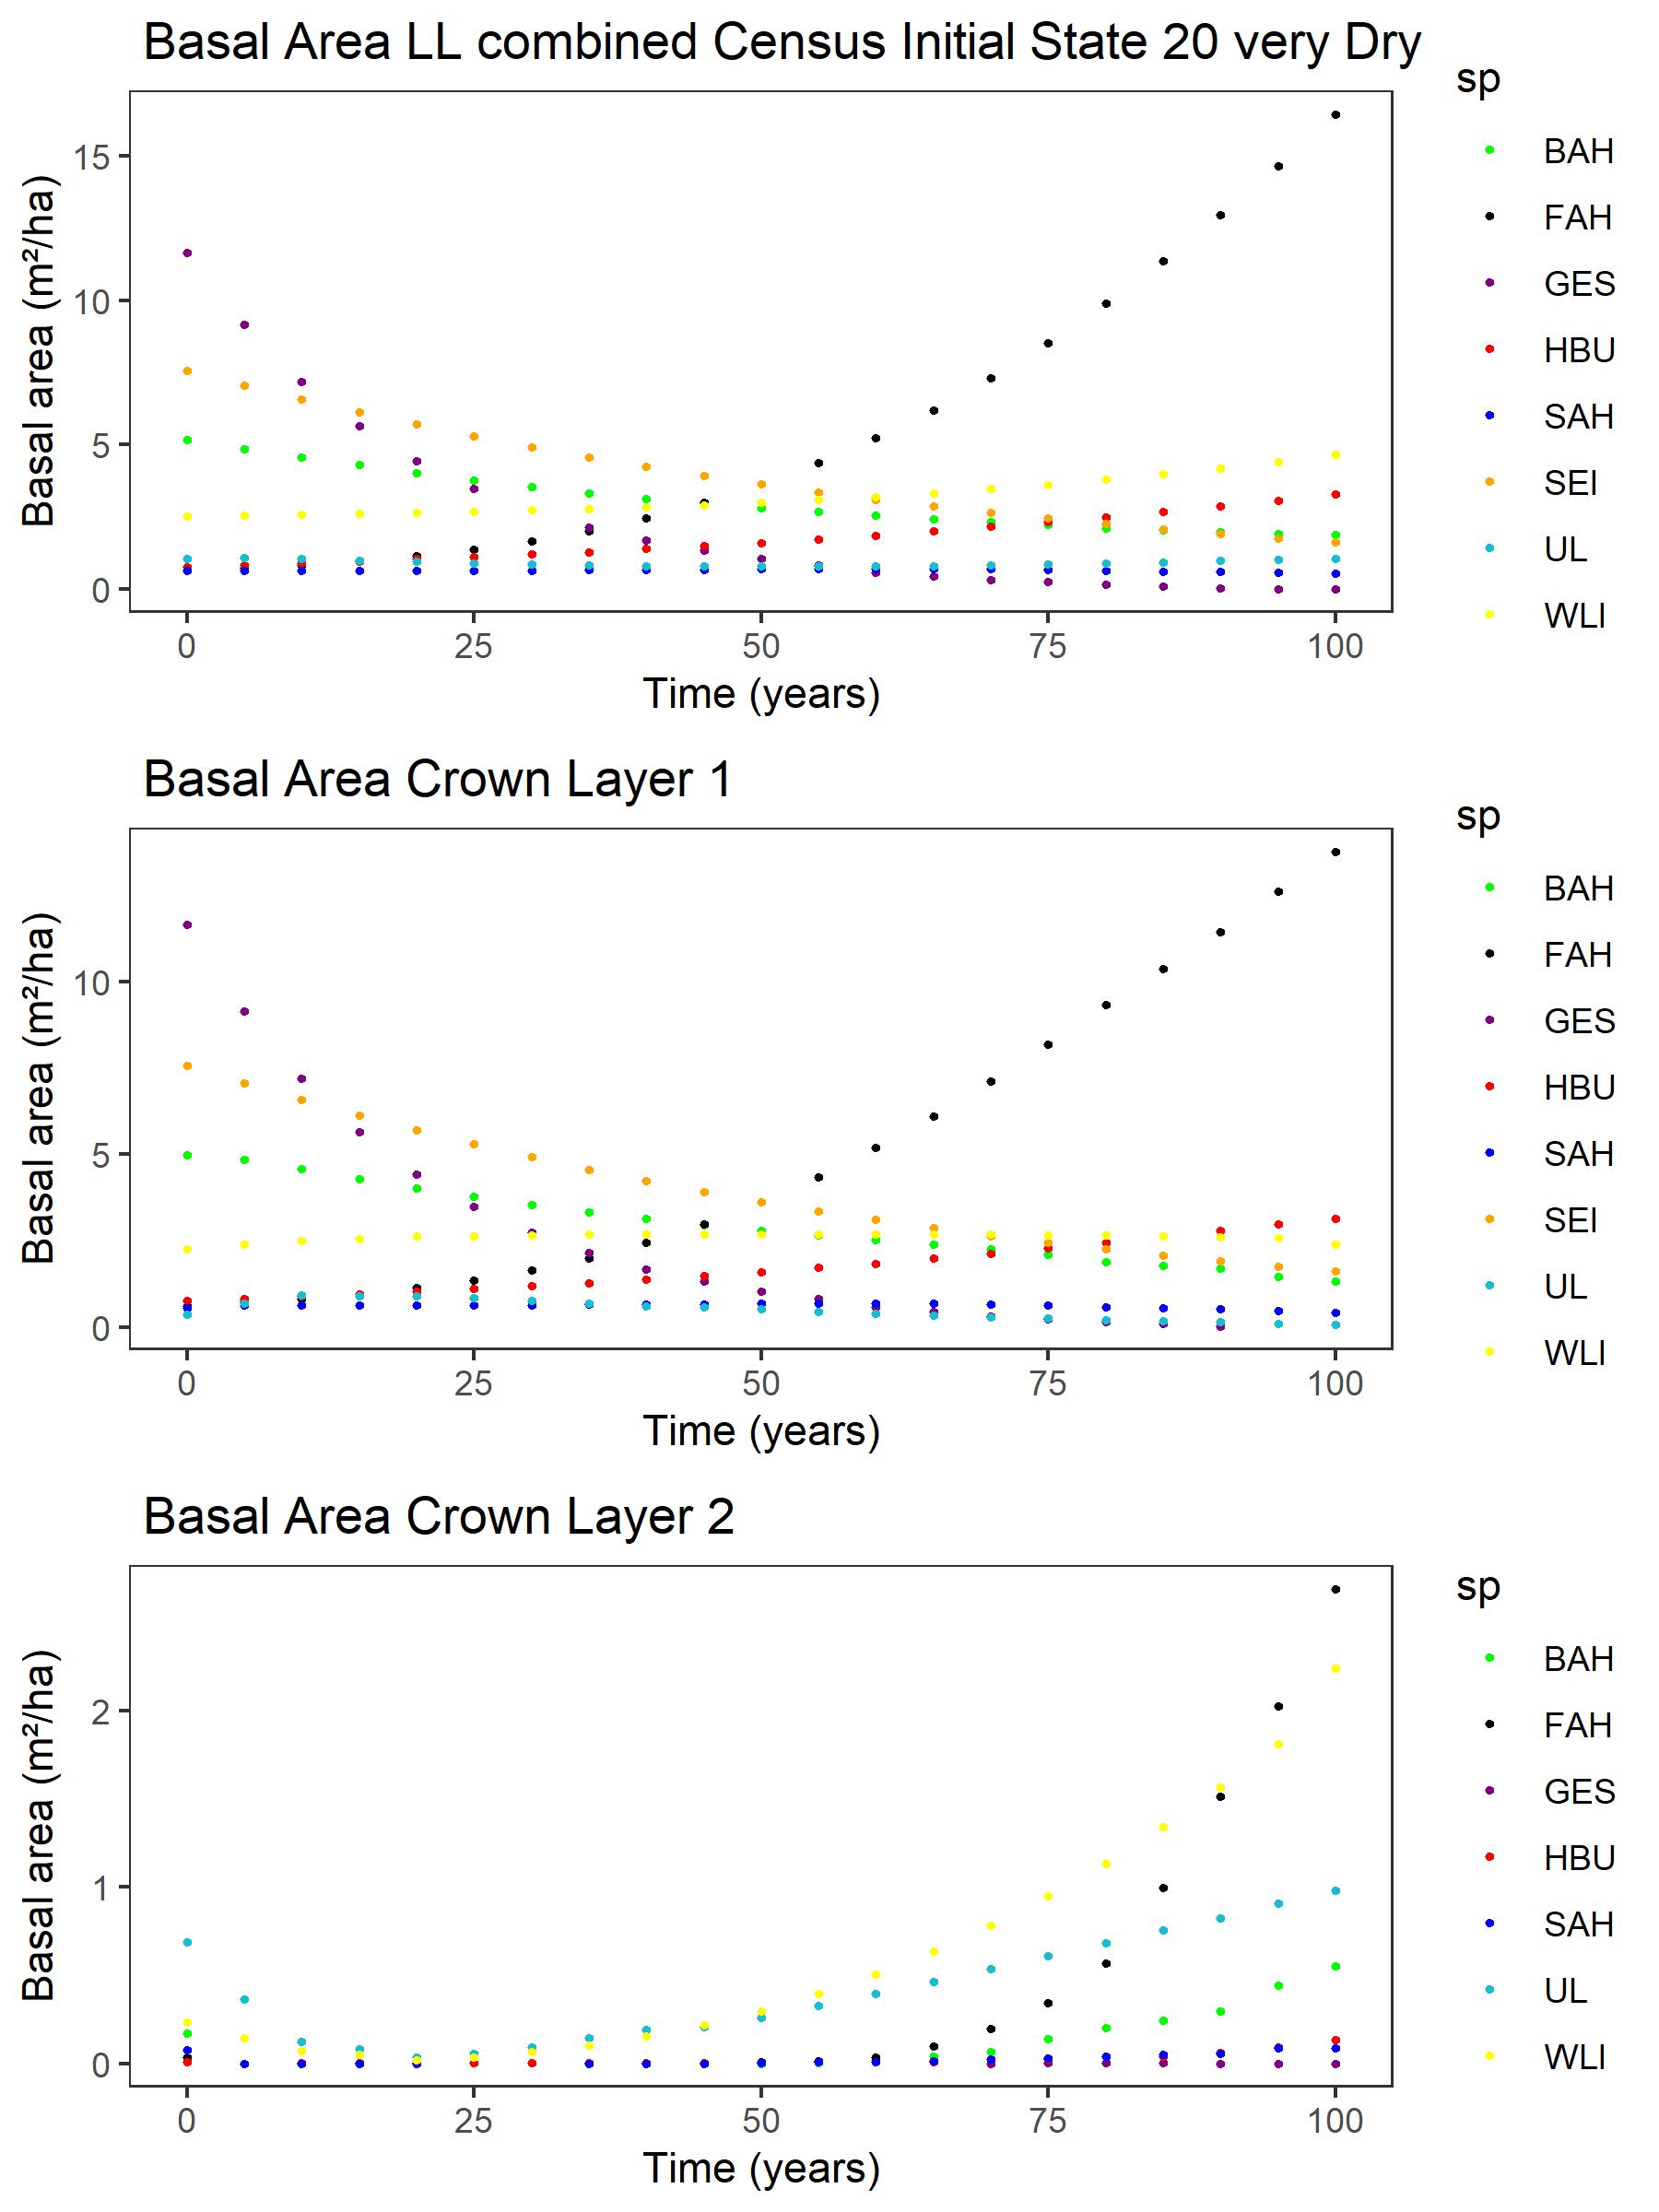 Basal Area LL combined Census Initial State 20 very Dry
Basal area (m²/ha)
15
10
5
0
0 25 50 75 100
Time (years)
sp
BAH
FAH
GES
HBU
SAH
SEI
UL
WLI
Basal Area Crown Layer 1
Basal area (m²/ha)
10
5
0
0 25 50 75 100
Time (years)
sp
BAH
FAH
GES
HBU
SAH
SEI
UL
WLI
Basal Area Crown Layer 2
Basal area (m²/ha)
2
1
0
0 25 50 75 100
Time (years)
sp
BAH
FAH
GES
HBU
SAH
UL
WLI